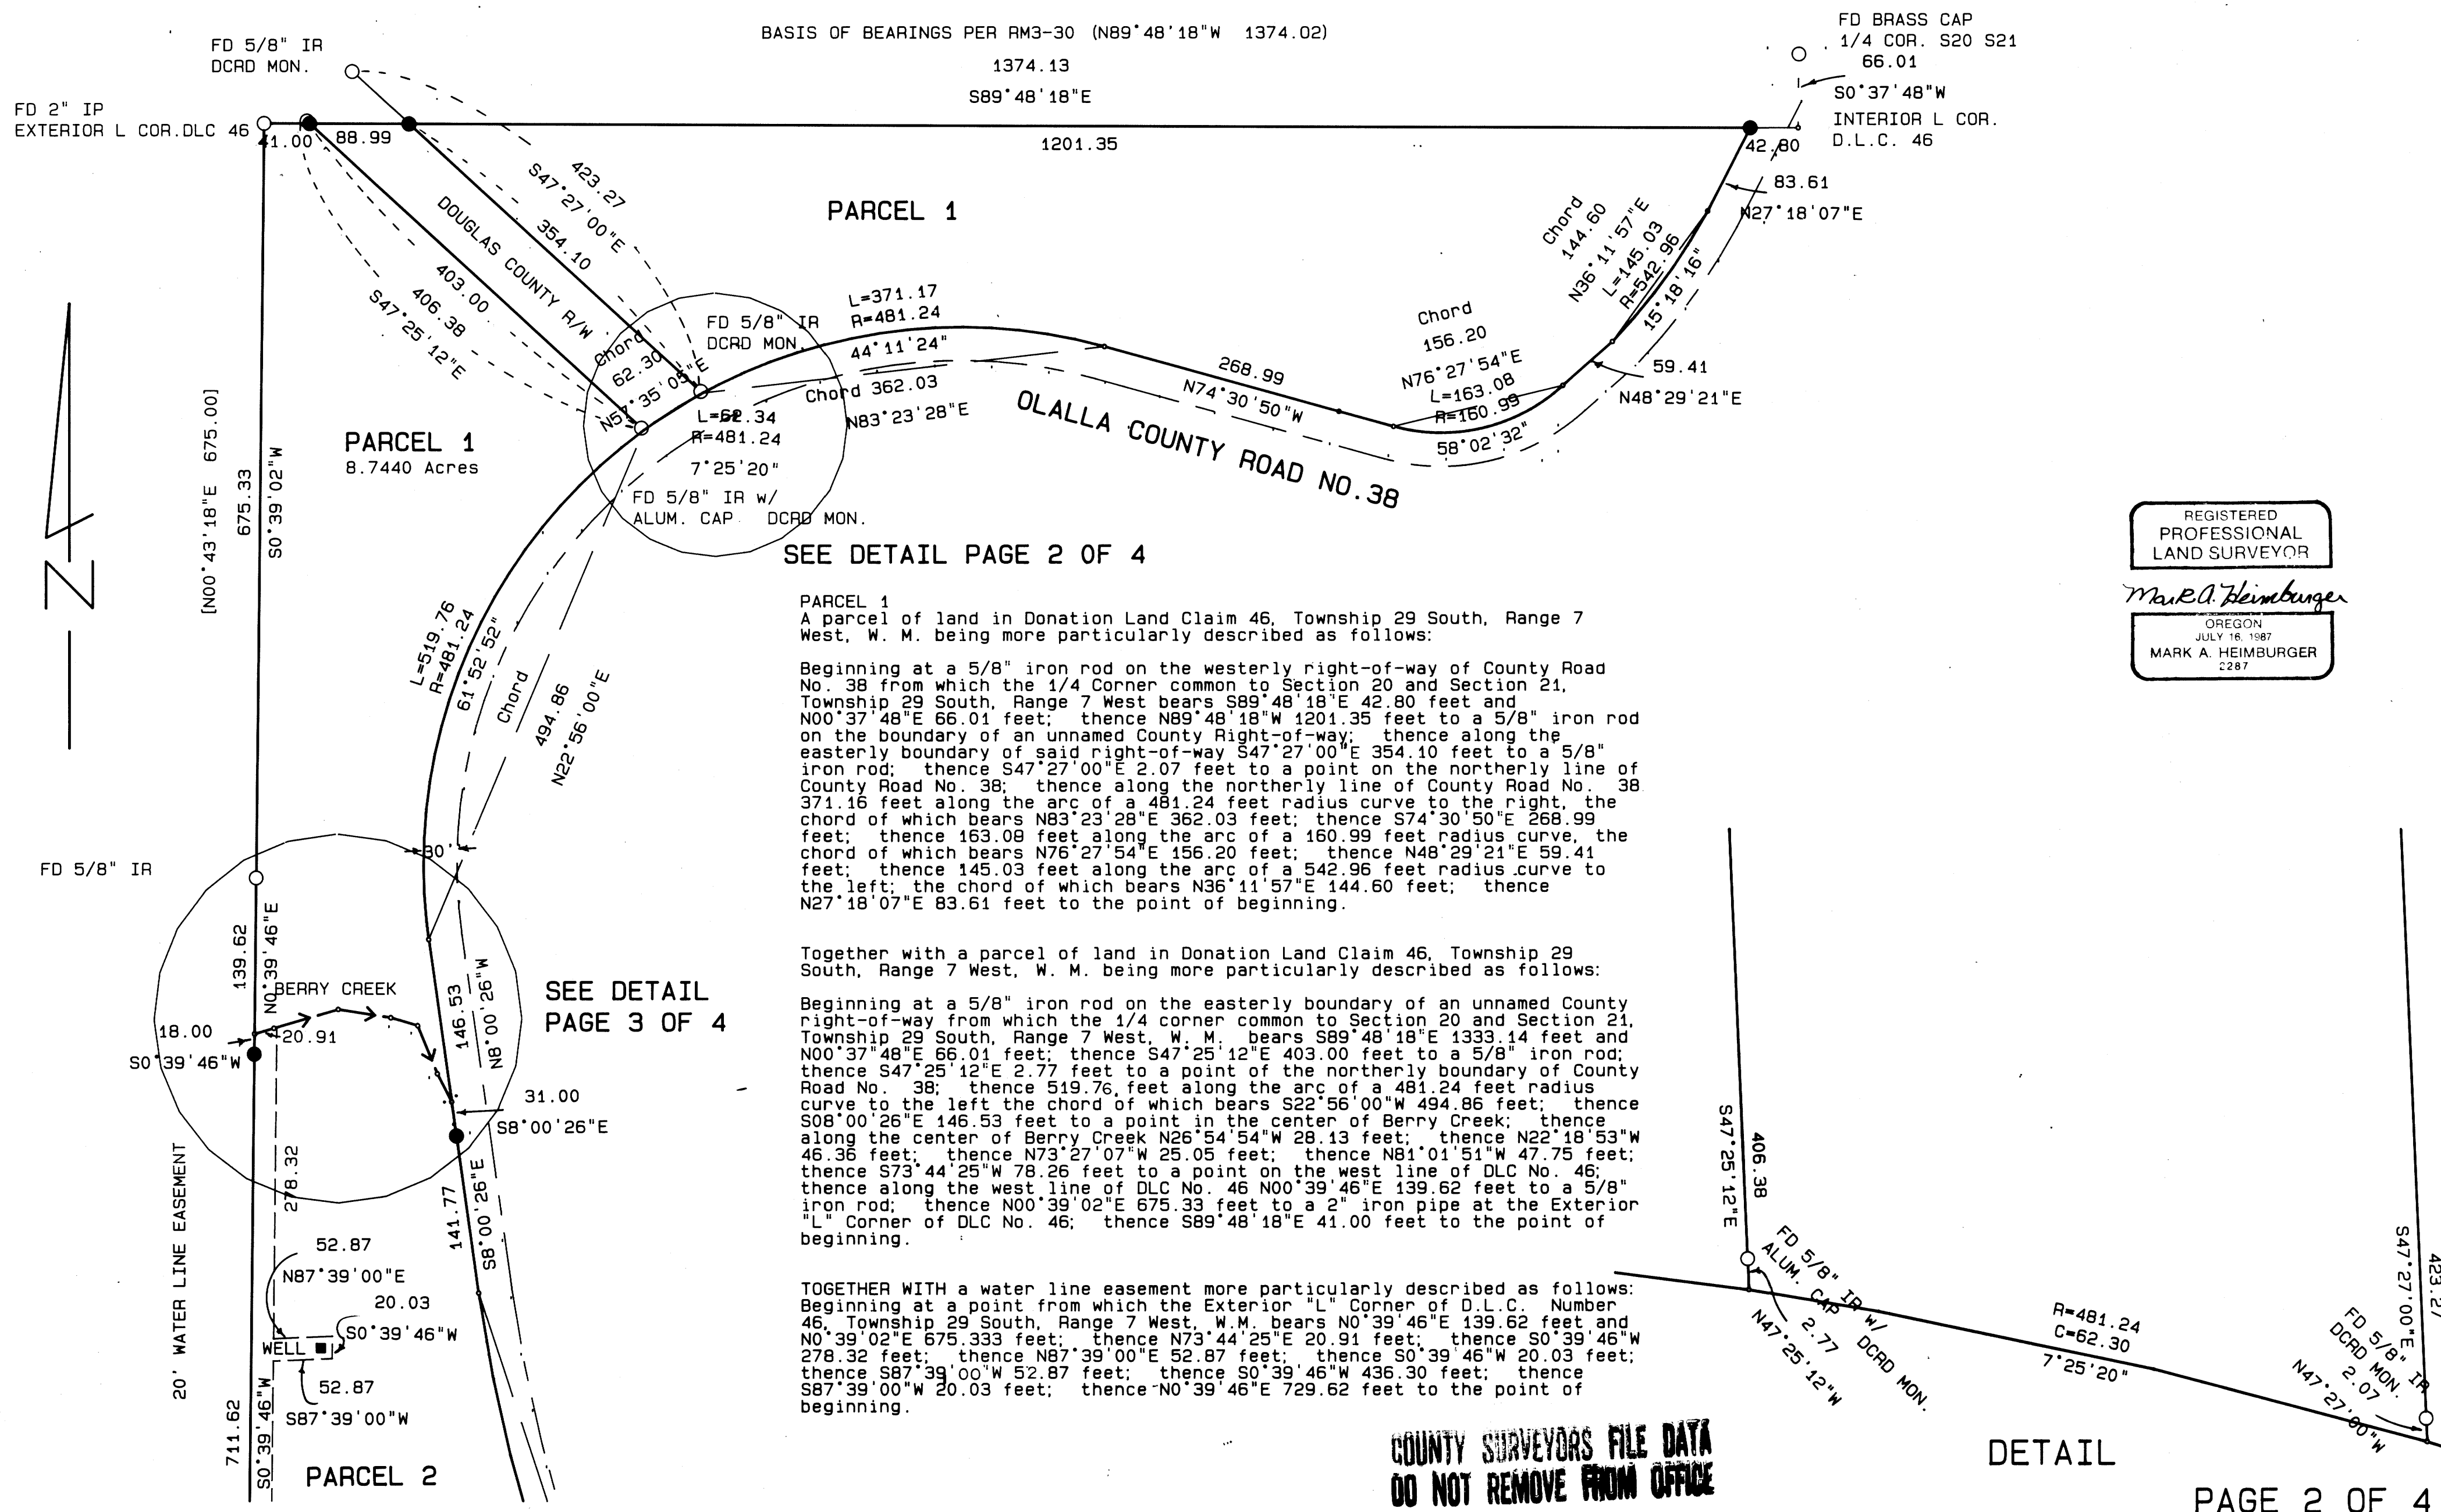 BASIS OF BEARINGS PER RM3-30 (N89°48'18"W 1374.02)
1374.13
S89°48'18"E
FD BRASS CAP
1/4 COR. S20 S21
66.01
S0°37'48"W
INTERIOR L COR.
D.L.C. 46
FD 5/8" IR
DCRD MON.
FD 2" IP
EXTERIOR L COR.DLC 46
41.00
88.99
1201.35
42.80
83.61
N27°18'07"E
423.27
S47°27'00"E
354.10
DOUGLAS COUNTY R/W
403.00
406.38
S47°25'12"E
PARCEL 1
Chord
144.60
N36°11'57"E
L=145.03
R=542.96
15°18'16"
Chord
156.20
N76°27'54"E
L=163.08
R=160.99
58°02'32"
59.41
N48°29'21"E
L=371.17
R=481.24
44°11'24"
Chord 362.03
N83°23'28"E
268.99
N74°30'50"W
OLALLA COUNTY ROAD NO.38
FD 5/8" IR
DCRD MON.
Chord
62.30
N57°35'05"E
L=62.34
R=481.24
7°25'20"
FD 5/8" IR w/
ALUM. CAP DCRD MON.
SEE DETAIL PAGE 2 OF 4
PARCEL 1
8.7440 Acres
[N00°43'18"E 675.00]
675.33
S0°39'02"W
N
L=519.76
R=481.24
61°52'52"
Chord
494.86
N22°56'00"E
30'
FD 5/8" IR
139.62
N0°39'46"E
BERRY CREEK
18.00
S0°39'46"W
20.91
146.53
N8°00'26"W
SEE DETAIL
PAGE 3 OF 4
31.00
S8°00'26"E
278.32
141.77
S8°00'26"E
20' WATER LINE EASEMENT
52.87
N87°39'00"E
20.03
S0°39'46"W
WELL
52.87
S87°39'00"W
711.62
S0°39'46"W
PARCEL 2
PARCEL 1
A parcel of land in Donation Land Claim 46, Township 29 South, Range 7
West, W. M. being more particularly described as follows:
Beginning at a 5/8" iron rod on the westerly right-of-way of County Road
No. 38 from which the 1/4 Corner common to Section 20 and Section 21,
Township 29 South, Range 7 West bears S89°48'18"E 42.80 feet and
N00°37'48"E 66.01 feet; thence N89°48'18"W 1201.35 feet to a 5/8" iron rod
on the boundary of an unnamed County Right-of-way; thence along the
easterly boundary of said right-of-way S47°27'00"E 354.10 feet to a 5/8"
iron rod; thence S47°27'00"E 2.07 feet to a point on the northerly line of
County Road No. 38; thence along the northerly line of County Road No. 38
371.16 feet along the arc of a 481.24 feet radius curve to the right, the
chord of which bears N83°23'28"E 362.03 feet; thence S74°30'50"E 268.99
feet; thence 163.08 feet along the arc of a 160.99 feet radius curve, the
chord of which bears N76°27'54"E 156.20 feet; thence N48°29'21"E 59.41
feet; thence 145.03 feet along the arc of a 542.96 feet radius curve to
the left; the chord of which bears N36°11'57"E 144.60 feet; thence
N27°18'07"E 83.61 feet to the point of beginning.
Together with a parcel of land in Donation Land Claim 46, Township 29
South, Range 7 West, W. M. being more particularly described as follows:
Beginning at a 5/8" iron rod on the easterly boundary of an unnamed County
right-of-way from which the 1/4 corner common to Section 20 and Section 21,
Township 29 South, Range 7 West, W. M. bears S89°48'18"E 1333.14 feet and
N00°37"48"E 66.01 feet; thence S47°25'12"E 403.00 feet to a 5/8" iron rod;
thence S47°25'12"E 2.77 feet to a point of the northerly boundary of County
Road No. 38; thence 519.76 feet along the arc of a 481.24 feet radius
curve to the left the chord of which bears S22°56'00"W 494.86 feet; thence
S08°00'26"E 146.53 feet to a point in the center of Berry Creek; thence
along the center of Berry Creek N26°54'54"W 28.13 feet; thence N22°18'53"W
46.36 feet; thence N73°27'07"W 25.05 feet; thence N81°01'51"W 47.75 feet;
thence S73°44'25"W 78.26 feet to a point on the west line of DLC No. 46;
thence along the west line of DLC No. 46 N00°39'46"E 139.62 feet to a 5/8"
iron rod; thence N00°39'02"E 675.33 feet to a 2" iron pipe at the Exterior
"L" Corner of DLC No. 46; thence S89°48'18"E 41.00 feet to the point of
beginning.
TOGETHER WITH a water line easement more particularly described as follows:
Beginning at a point from which the Exterior "L" Corner of D.L.C. Number
46, Township 29 South, Range 7 West, W.M. bears N0°39'46"E 139.62 feet and
N0°39'02"E 675.333 feet; thence N73°44'25"E 20.91 feet; thence S0°39'46"W
278.32 feet; thence N87°39'00"E 52.87 feet; thence S0°39'46"W 20.03 feet;
thence S87°39'00"W 52.87 feet; thence S0°39'46"W 436.30 feet; thence
S87°39'00"W 20.03 feet; thence N0°39'46"E 729.62 feet to the point of
beginning.
REGISTERED
PROFESSIONAL
LAND SURVEYOR
Mark A. Heimburger
OREGON
JULY 16, 1987
MARK A. HEIMBURGER
2287
S47°25'12"E
406.38
FD 5/8" IR w/
ALUM. CAP DCRD MON.
2.77
N47°25'12"W
R=481.24
C=62.30
7°25'20"
S47°27'00"E
423.27
FD 5/8" IR
DCRD MON.
2.07
N47°27'00"W
DETAIL
COUNTY SURVEYORS FILE DATA
DO NOT REMOVE FROM OFFICE
PAGE 2 OF 4